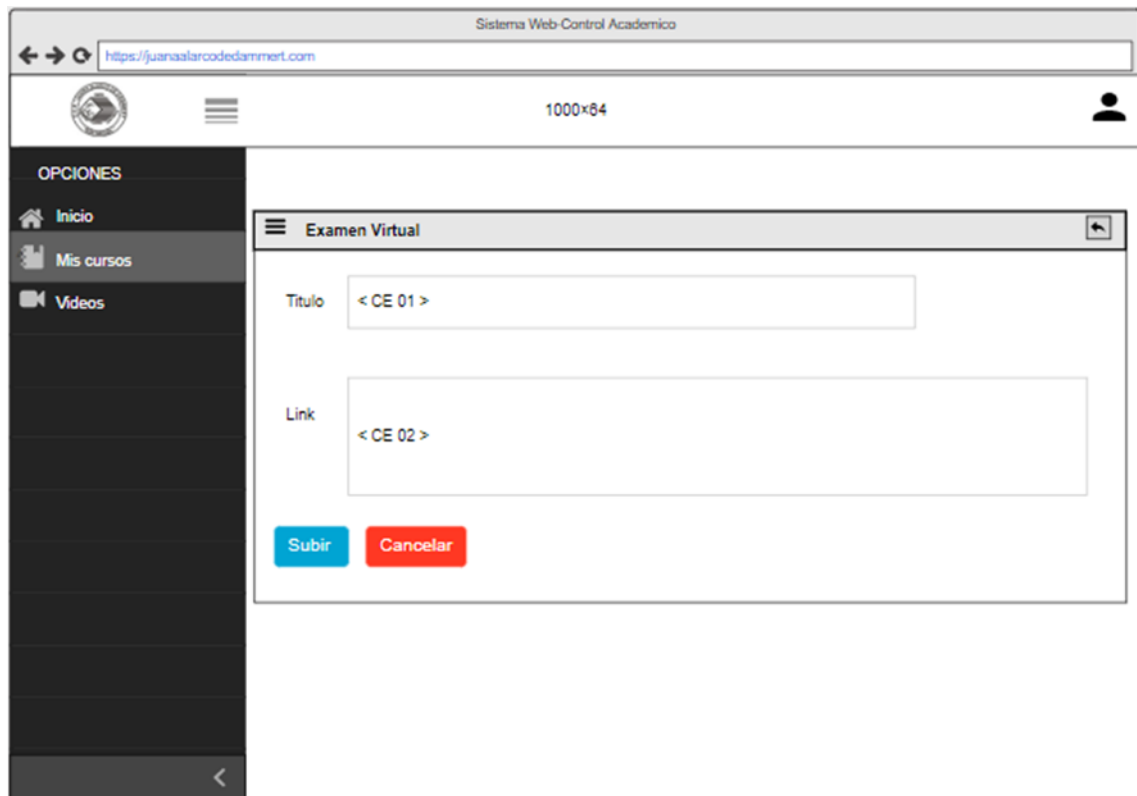 Sistema Web-Control Academico
https://juanaalarcodedammert.com
1000×64
OPCIONES
Inicio
Mis cursos
Videos
Examen Virtual
Titulo
< CE 01 >
Link
< CE 02 >
Subir
Cancelar